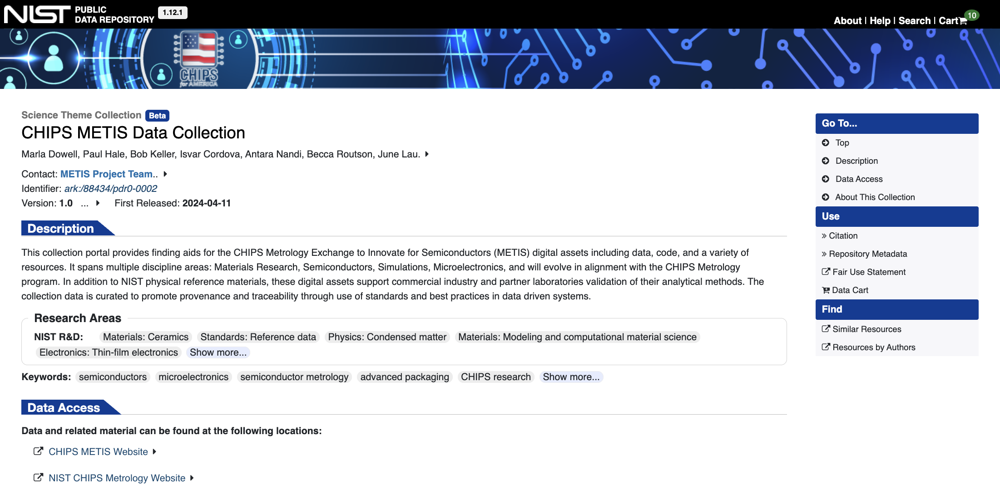 NIST PUBLIC DATA REPOSITORY 1.12.1
About | Help | Search | Cart 10
CHIPS
for AMERICA
Science Theme Collection Beta
CHIPS METIS Data Collection
Marla Dowell, Paul Hale, Bob Keller, Isvar Cordova, Antara Nandi, Becca Routson, June Lau.
Contact: METIS Project Team..
Identifier: ark:/88434/pdr0-0002
Version: 1.0 ... First Released: 2024-04-11
Description
This collection portal provides finding aids for the CHIPS Metrology Exchange to Innovate for Semiconductors (METIS) digital assets including data, code, and a variety of
resources. It spans multiple discipline areas: Materials Research, Semiconductors, Simulations, Microelectronics, and will evolve in alignment with the CHIPS Metrology
program. In addition to NIST physical reference materials, these digital assets support commercial industry and partner laboratories validation of their analytical methods. The
collection data is curated to promote provenance and traceability through use of standards and best practices in data driven systems.
Research Areas
NIST R&D: Materials: Ceramics Standards: Reference data Physics: Condensed matter Materials: Modeling and computational material science
Electronics: Thin-film electronics Show more...
Keywords: semiconductors microelectronics semiconductor metrology advanced packaging CHIPS research Show more...
Data Access
Data and related material can be found at the following locations:
CHIPS METIS Website
NIST CHIPS Metrology Website
Go To...
Top
Description
Data Access
About This Collection
Use
Citation
Repository Metadata
Fair Use Statement
Data Cart
Find
Similar Resources
Resources by Authors